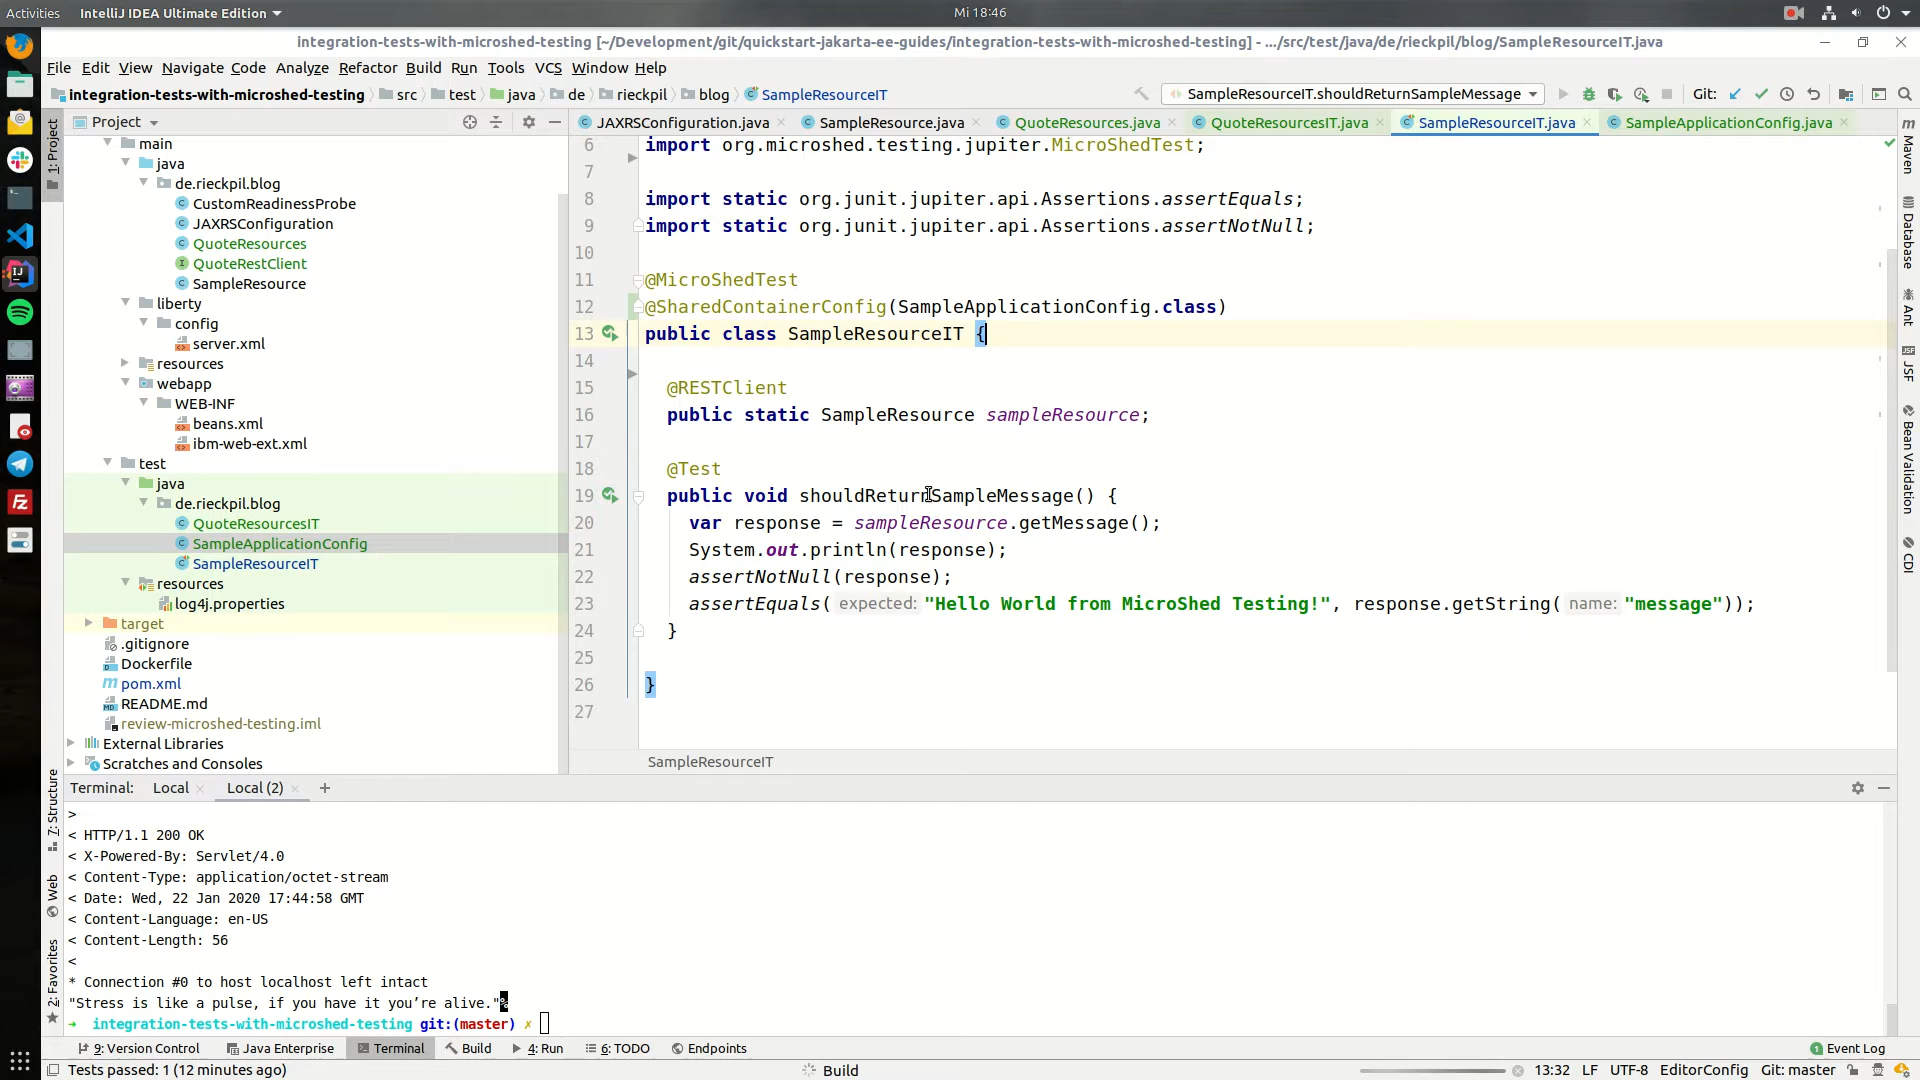 Activities
IntelliJ IDEA Ultimate Edition
Mi 18:46
integration-tests-with-microshed-testing [~/Development/git/quickstart-jakarta-ee-guides/integration-tests-with-microshed-testing] - .../src/test/java/de/rieckpil/blog/SampleResourceIT.java
File Edit View Navigate Code Analyze Refactor Build Run Tools VCS Window Help
integration-tests-with-microshed-testing src test java de rieckpil blog SampleResourceIT
SampleResourceIT.shouldReturnSampleMessage
Git:
1: Project
Project
main
java
de.rieckpil.blog
CustomReadinessProbe
JAXRSConfiguration
QuoteResources
QuoteRestClient
SampleResource
liberty
config
server.xml
resources
webapp
WEB-INF
beans.xml
ibm-web-ext.xml
test
java
de.rieckpil.blog
QuoteResourcesIT
SampleApplicationConfig
SampleResourceIT
resources
log4j.properties
target
.gitignore
Dockerfile
pom.xml
README.md
review-microshed-testing.iml
External Libraries
Scratches and Consoles
JAXRSConfiguration.java SampleResource.java QuoteResources.java QuoteResourcesIT.java SampleResourceIT.java SampleApplicationConfig.java
6 import org.microshed.testing.jupiter.MicroShedTest;
7
8 import static org.junit.jupiter.api.Assertions.assertEquals;
9 import static org.junit.jupiter.api.Assertions.assertNotNull;
10
11 @MicroShedTest
12 @SharedContainerConfig(SampleApplicationConfig.class)
13 public class SampleResourceIT {
14
15 @RESTClient
16 public static SampleResource sampleResource;
17
18 @Test
19 public void shouldReturnSampleMessage() {
20 var response = sampleResource.getMessage();
21 System.out.println(response);
22 assertNotNull(response);
23 assertEquals( expected: "Hello World from MicroShed Testing!", response.getString( name: "message"));
24 }
25
26 }
27
SampleResourceIT
Maven
Database
Ant
JSF
Bean Validation
CDI
7: Structure
Web
2: Favorites
Terminal: Local Local (2) +
>
< HTTP/1.1 200 OK
< X-Powered-By: Servlet/4.0
< Content-Type: application/octet-stream
< Date: Wed, 22 Jan 2020 17:44:58 GMT
< Content-Language: en-US
< Content-Length: 56
<
* Connection #0 to host localhost left intact
"Stress is like a pulse, if you have it you’re alive."%
➜ integration-tests-with-microshed-testing git:(master) ✗
9: Version Control Java Enterprise Terminal Build 4: Run 6: TODO Endpoints 1 Event Log
Tests passed: 1 (12 minutes ago) Build 13:32 LF UTF-8 EditorConfig Git: master